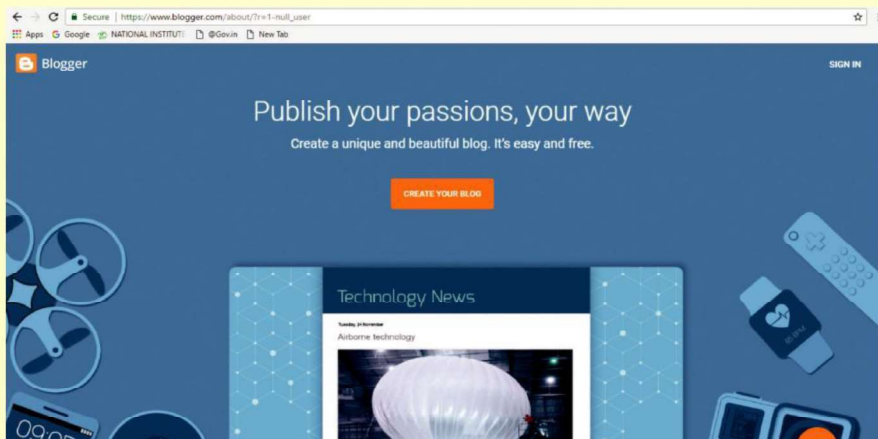 Secure | https://www.blogger.com/about/?r=1-null_user
Apps Google NATIONAL INSTITUTE @Gov.in New Tab
Blogger
SIGN IN
Publish your passions, your way
Create a unique and beautiful blog. It's easy and free.
CREATE YOUR BLOG
Technology News
Tuesday, 24 November
Airborne technology